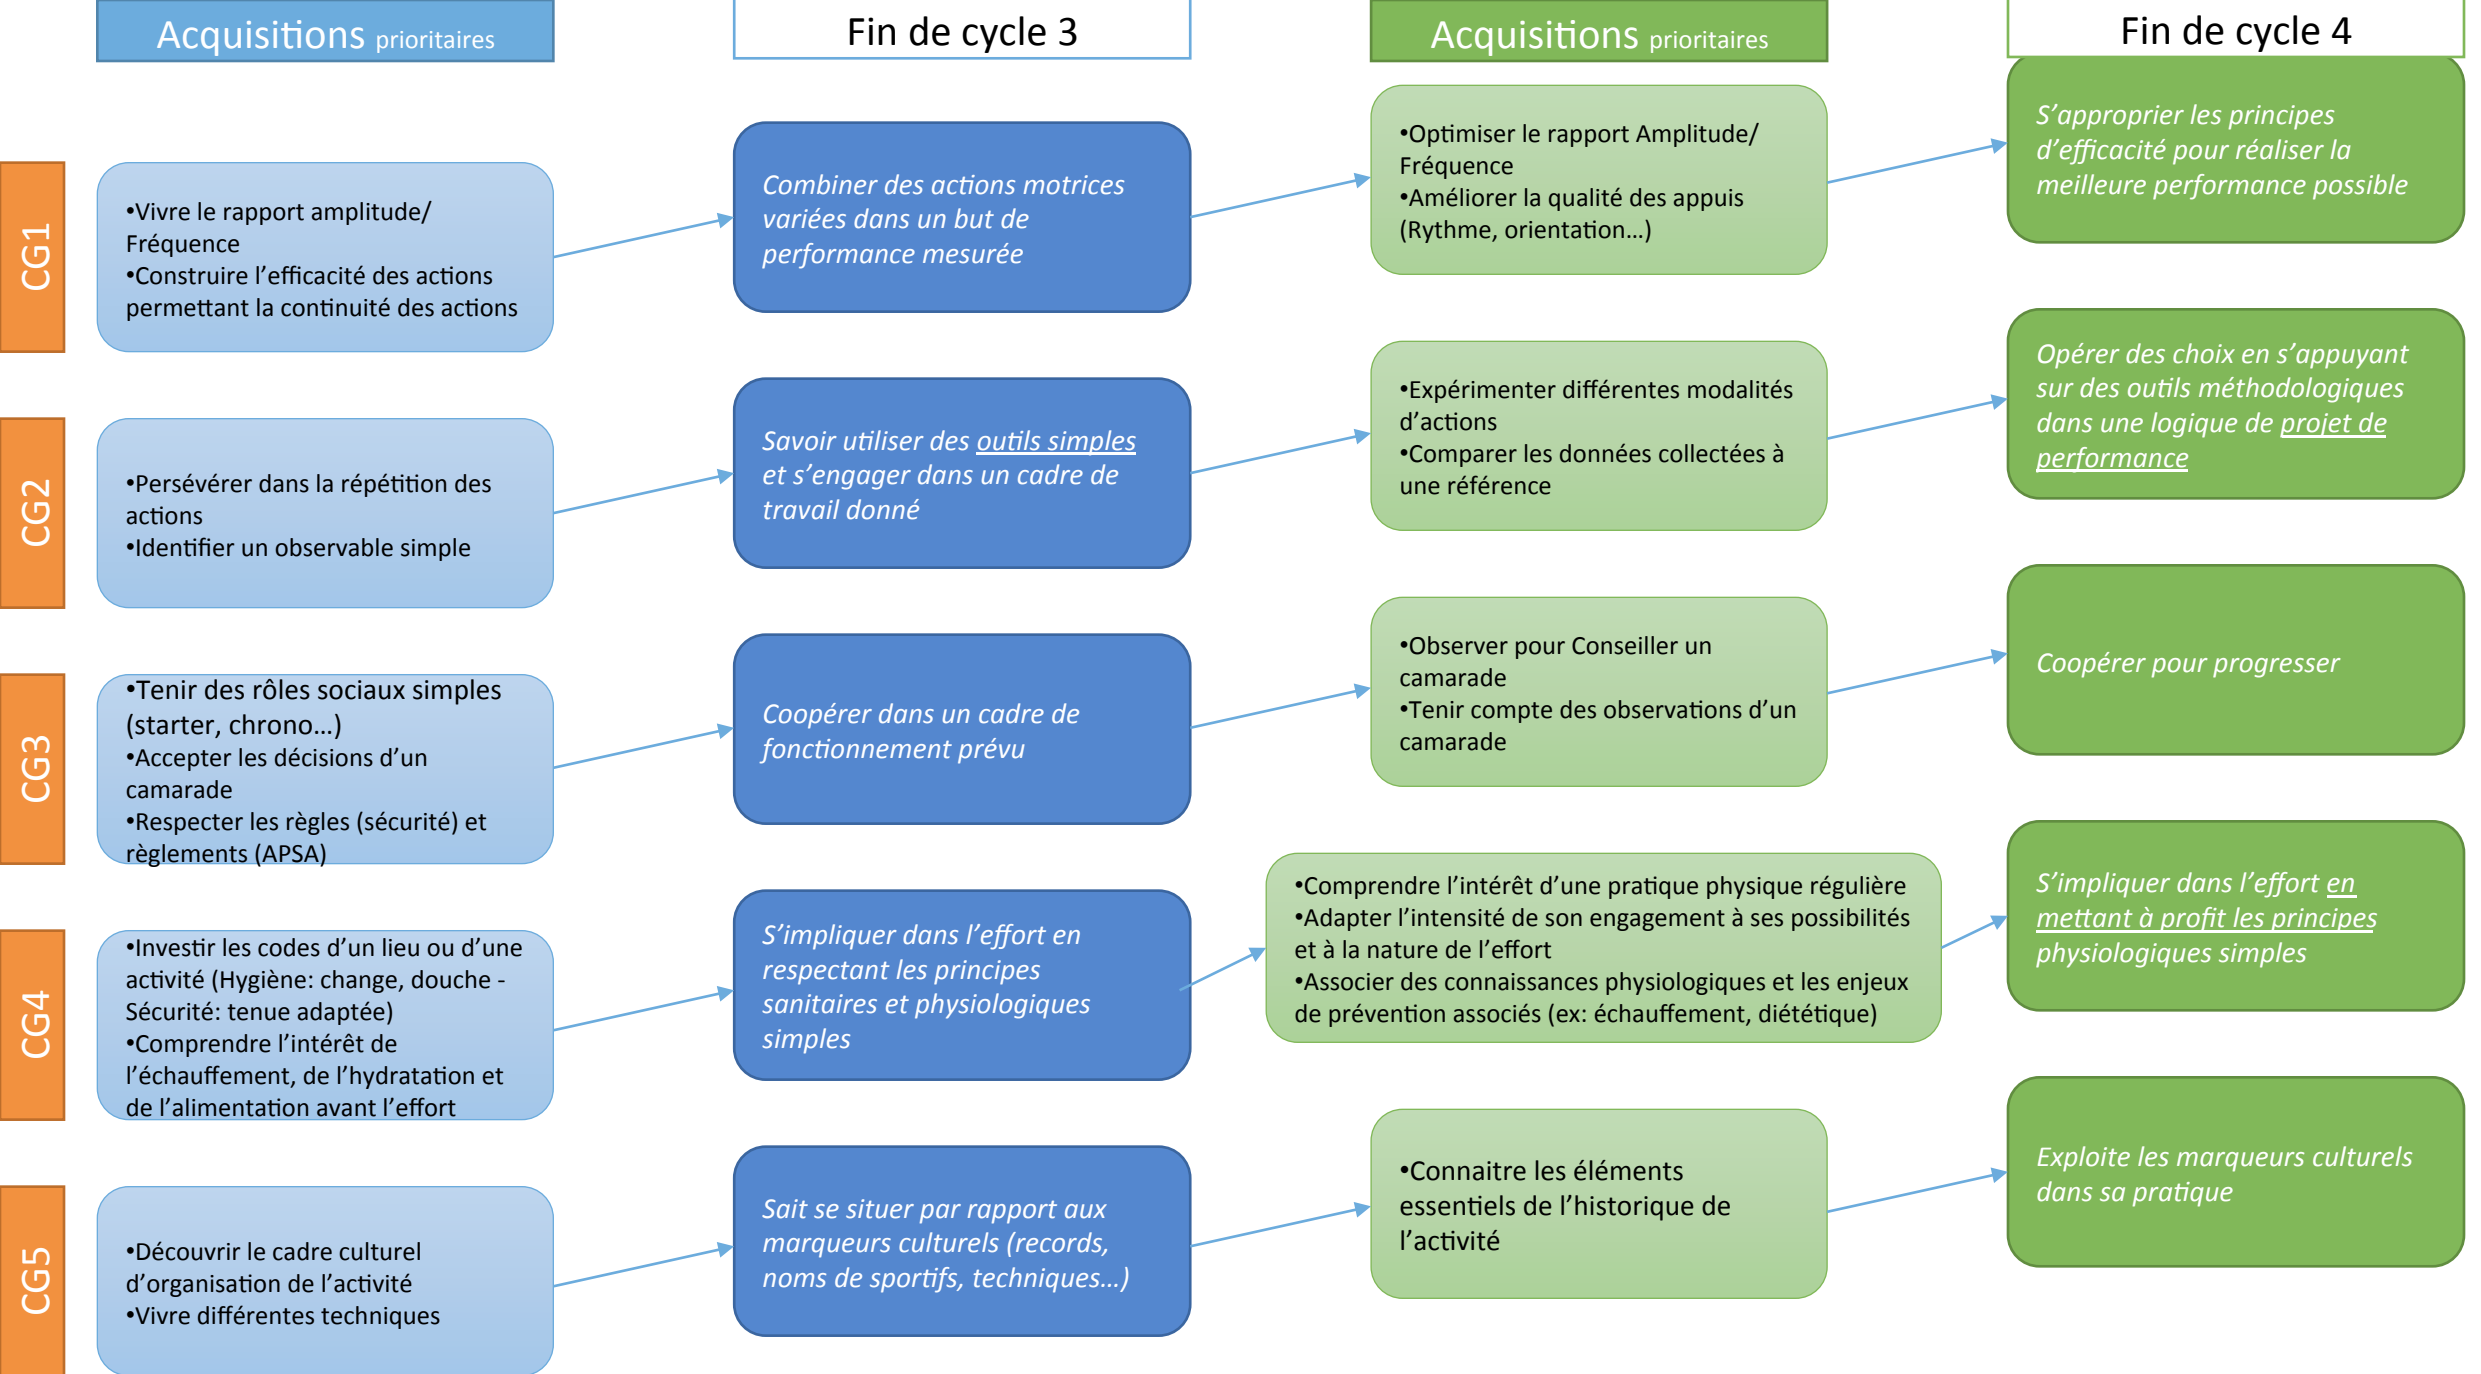 Acquisitions prioritaires
Fin de cycle 3
Acquisitions prioritaires
Fin de cycle 4
CG1
•Vivre le rapport amplitude/
Fréquence
•Construire l’efficacité des actions
permettant la continuité des actions
Combiner des actions motrices
variées dans un but de
performance mesurée
•Optimiser le rapport Amplitude/
Fréquence
•Améliorer la qualité des appuis
(Rythme, orientation…)
S’approprier les principes
d’efficacité pour réaliser la
meilleure performance possible
CG2
•Persévérer dans la répétition des
actions
•Identifier un observable simple
Savoir utiliser des outils simples
et s’engager dans un cadre de
travail donné
•Expérimenter différentes modalités
d’actions
•Comparer les données collectées à
une référence
Opérer des choix en s’appuyant
sur des outils méthodologiques
dans une logique de projet de
performance
CG3
•Tenir des rôles sociaux simples
(starter, chrono…)
•Accepter les décisions d’un
camarade
•Respecter les règles (sécurité) et
règlements (APSA)
Coopérer dans un cadre de
fonctionnement prévu
•Observer pour Conseiller un
camarade
•Tenir compte des observations d’un
camarade
Coopérer pour progresser
CG4
•Investir les codes d’un lieu ou d’une
activité (Hygiène: change, douche -
Sécurité: tenue adaptée)
•Comprendre l’intérêt de
l’échauffement, de l’hydratation et
de l’alimentation avant l’effort
S’impliquer dans l’effort en
respectant les principes
sanitaires et physiologiques
simples
•Comprendre l’intérêt d’une pratique physique régulière
•Adapter l’intensité de son engagement à ses possibilités
et à la nature de l’effort
•Associer des connaissances physiologiques et les enjeux
de prévention associés (ex: échauffement, diététique)
S’impliquer dans l’effort en
mettant à profit les principes
physiologiques simples
CG5
•Découvrir le cadre culturel
d’organisation de l’activité
•Vivre différentes techniques
Sait se situer par rapport aux
marqueurs culturels (records,
noms de sportifs, techniques…)
•Connaitre les éléments
essentiels de l’historique de
l’activité
Exploite les marqueurs culturels
dans sa pratique